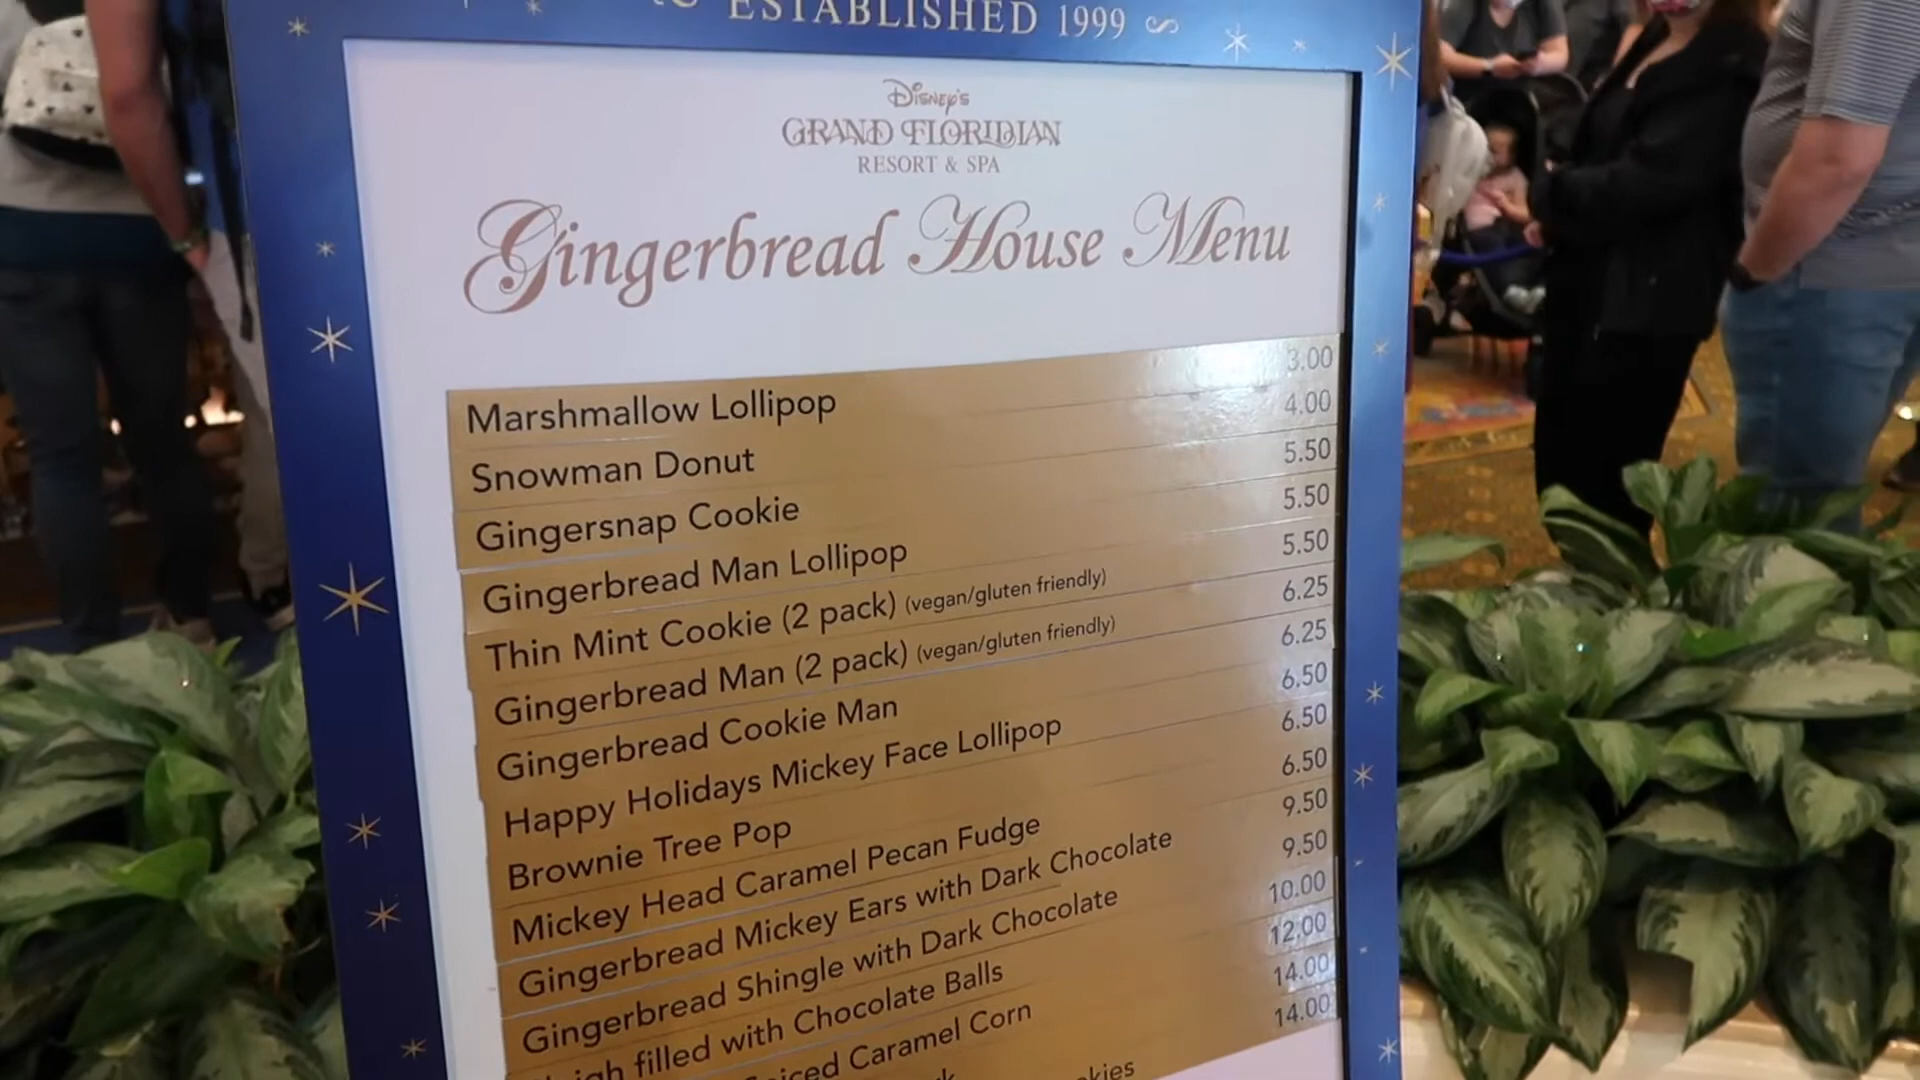 ESTABLISHED 1999
Disney's
GRAND FLORIDIAN
RESORT & SPA
Gingerbread House Menu
Marshmallow Lollipop 3.00
Snowman Donut 4.00
Gingersnap Cookie 5.50
Gingerbread Man Lollipop 5.50
Thin Mint Cookie (2 pack) (vegan/gluten friendly) 5.50
Gingerbread Man (2 pack) (vegan/gluten friendly) 6.25
Gingerbread Cookie Man 6.25
Happy Holidays Mickey Face Lollipop 6.50
Brownie Tree Pop 6.50
Mickey Head Caramel Pecan Fudge 6.50
Gingerbread Mickey Ears with Dark Chocolate 9.50
Gingerbread Shingle with Dark Chocolate 9.50
filled with Chocolate Balls 10.00
Caramel Corn 12.00
14.00
14.00